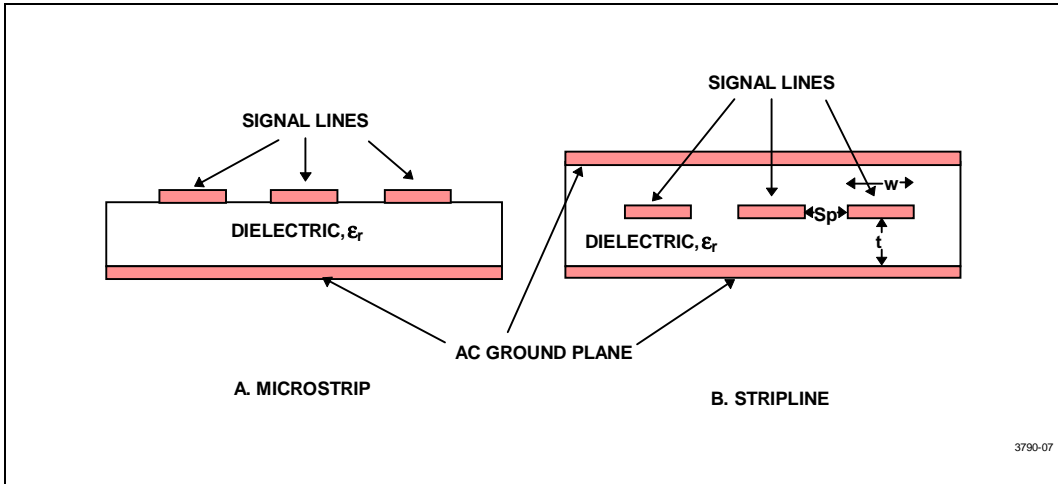 SIGNAL LINES
SIGNAL LINES
w
Sp
DIELECTRIC, εr
DIELECTRIC, εr
t
AC GROUND PLANE
A. MICROSTRIP
B. STRIPLINE
3790-07